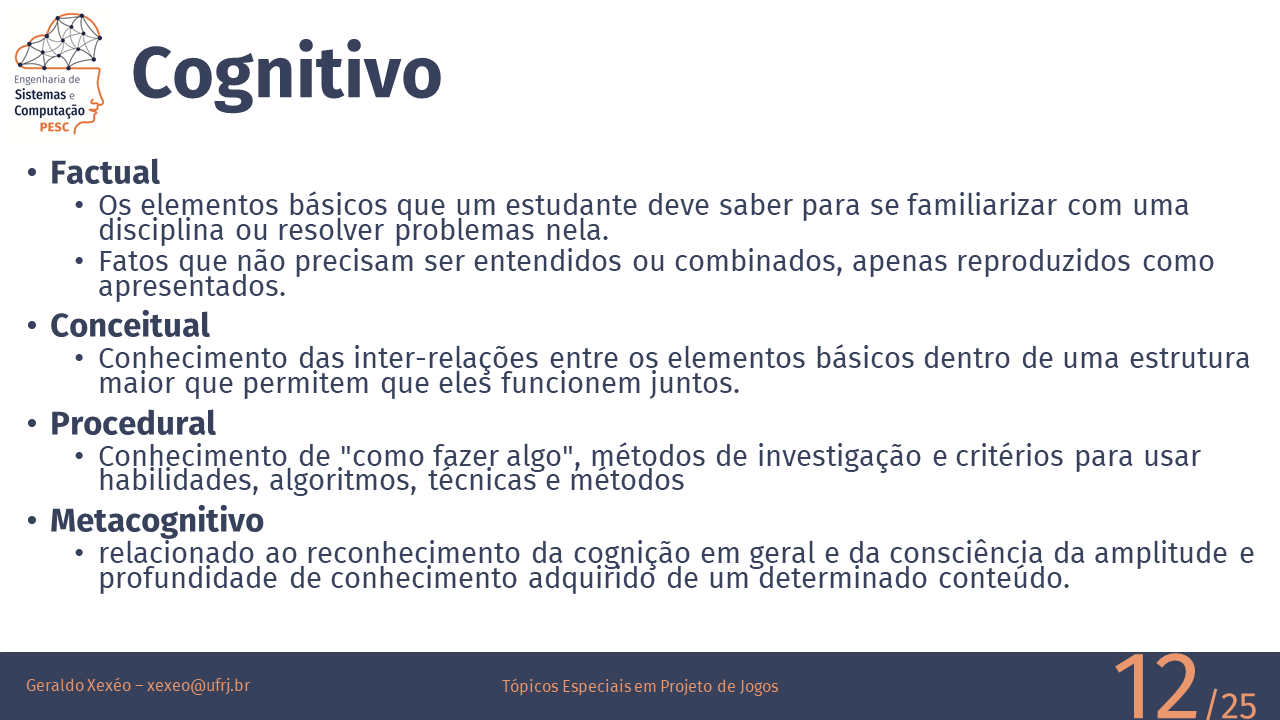 Engenharia de
Sistemas e
Computação
PESC
Cognitivo
• Factual
• Os elementos básicos que um estudante deve saber para se familiarizar com uma
disciplina ou resolver problemas nela.
• Fatos que não precisam ser entendidos ou combinados, apenas reproduzidos como
apresentados.
• Conceitual
• Conhecimento das inter-relações entre os elementos básicos dentro de uma estrutura
maior que permitem que eles funcionem juntos.
• Procedural
• Conhecimento de "como fazer algo", métodos de investigação e critérios para usar
habilidades, algoritmos, técnicas e métodos
• Metacognitivo
• relacionado ao reconhecimento da cognição em geral e da consciência da amplitude e
profundidade de conhecimento adquirido de um determinado conteúdo.
Geraldo Xexéo – xexeo@ufrj.br
Tópicos Especiais em Projeto de Jogos
12/25